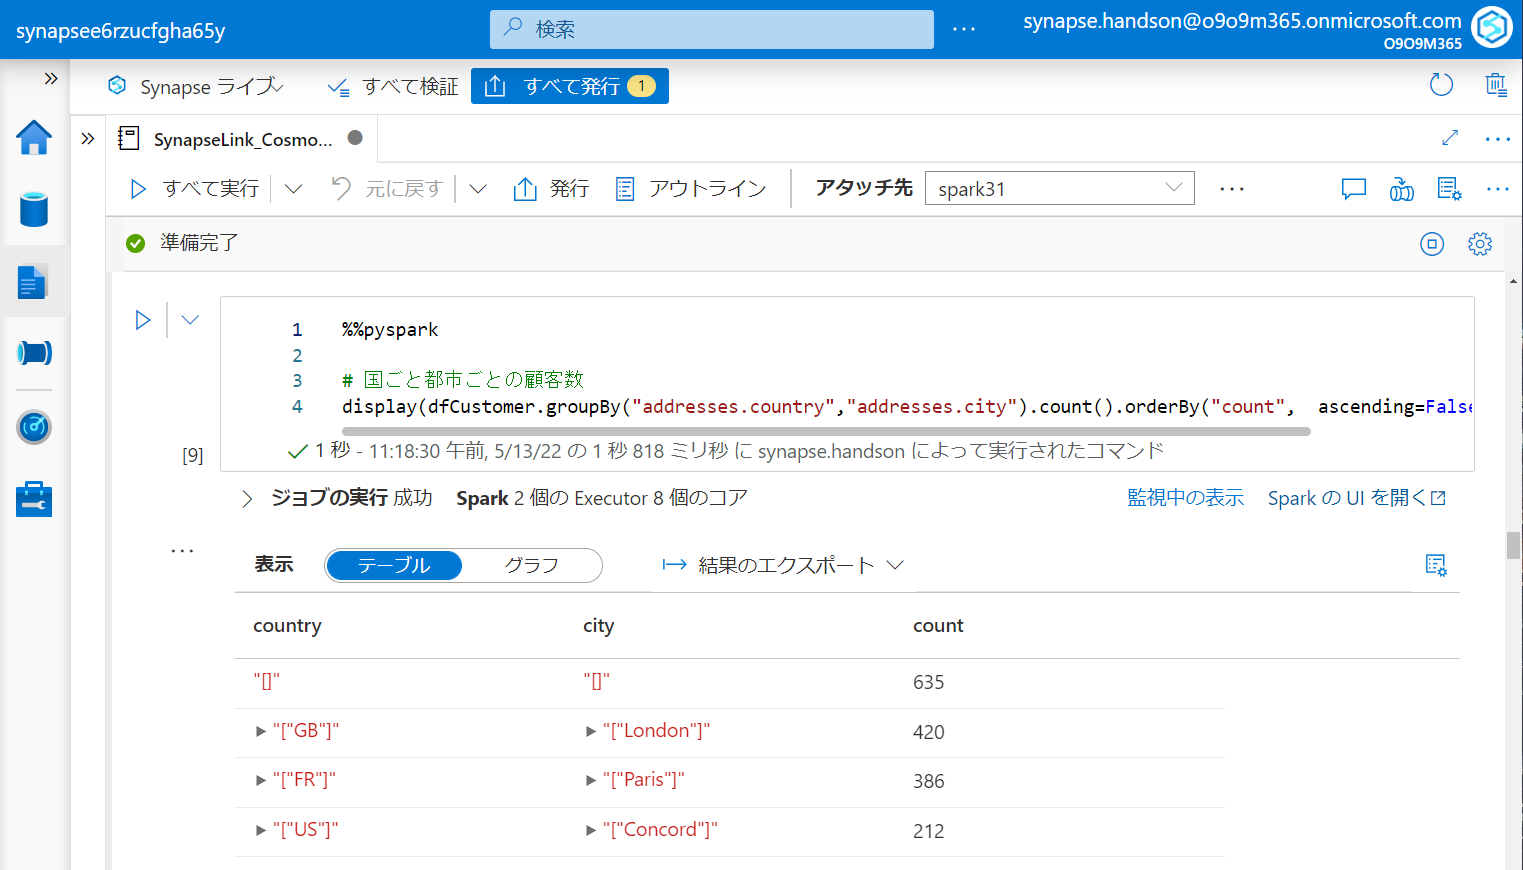 synapsee6rzucfgha65y
検索
synapse.handson@o9o9m365.onmicrosoft.com
O9O9M365
Synapse ライブ
すべて検証
すべて発行 1
SynapseLink_Cosmo...
すべて実行
元に戻す
発行
アウトライン
アタッチ先
spark31
準備完了
1 %%pyspark
2
3 # 国ごと都市ごとの顧客数
4 display(dfCustomer.groupBy("addresses.country","addresses.city").count().orderBy("count", ascending=False
[9]
1 秒 - 11:18:30 午前, 5/13/22 の 1 秒 818 ミリ秒 に synapse.handson によって実行されたコマンド
ジョブの実行 成功 Spark 2 個の Executor 8 個のコア
監視中の表示
Spark の UI を開く
表示
テーブル
グラフ
結果のエクスポート
country city count
"[]" "[]" 635
"["GB"]" "["London"]" 420
"["FR"]" "["Paris"]" 386
"["US"]" "["Concord"]" 212